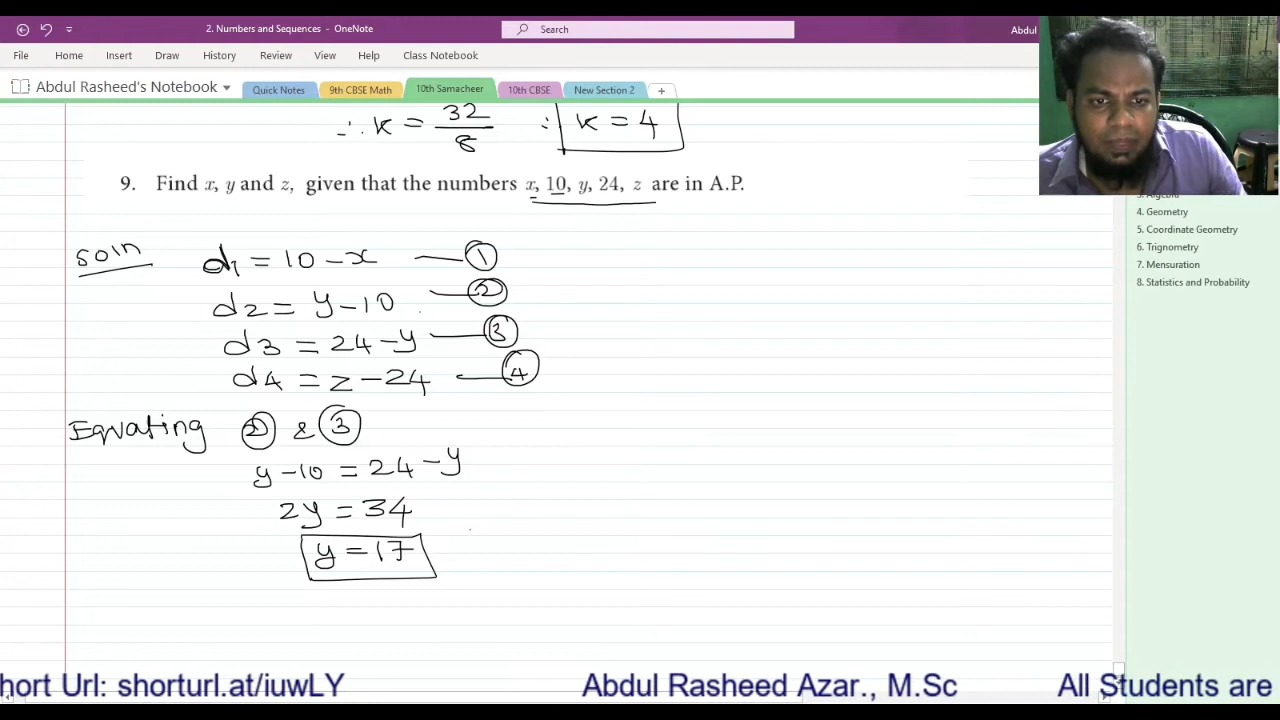 2. Numbers and Sequences - OneNote
Search
Abdul
File Home Insert Draw History Review View Help Class Notebook
Abdul Rasheed's Notebook
Quick Notes 9th CBSE Math 10th Samacheer 10th CBSE New Section 2 +
∴ K = 32/8 ∴ K = 4
9. Find x, y and z, given that the numbers x, 10, y, 24, z are in A.P.
4. Geometry
5. Coordinate Geometry
6. Trignometry
7. Mensuration
8. Statistics and Probability
Soln d1 = 10 - x — 1
d2 = y - 10 — 2
d3 = 24 - y — 3
d4 = z - 24 — 4
Equating 2 & 3
y - 10 = 24 - y
2y = 34
y = 17
hort Url: shorturl.at/iuwLY Abdul Rasheed Azar., M.Sc All Students are